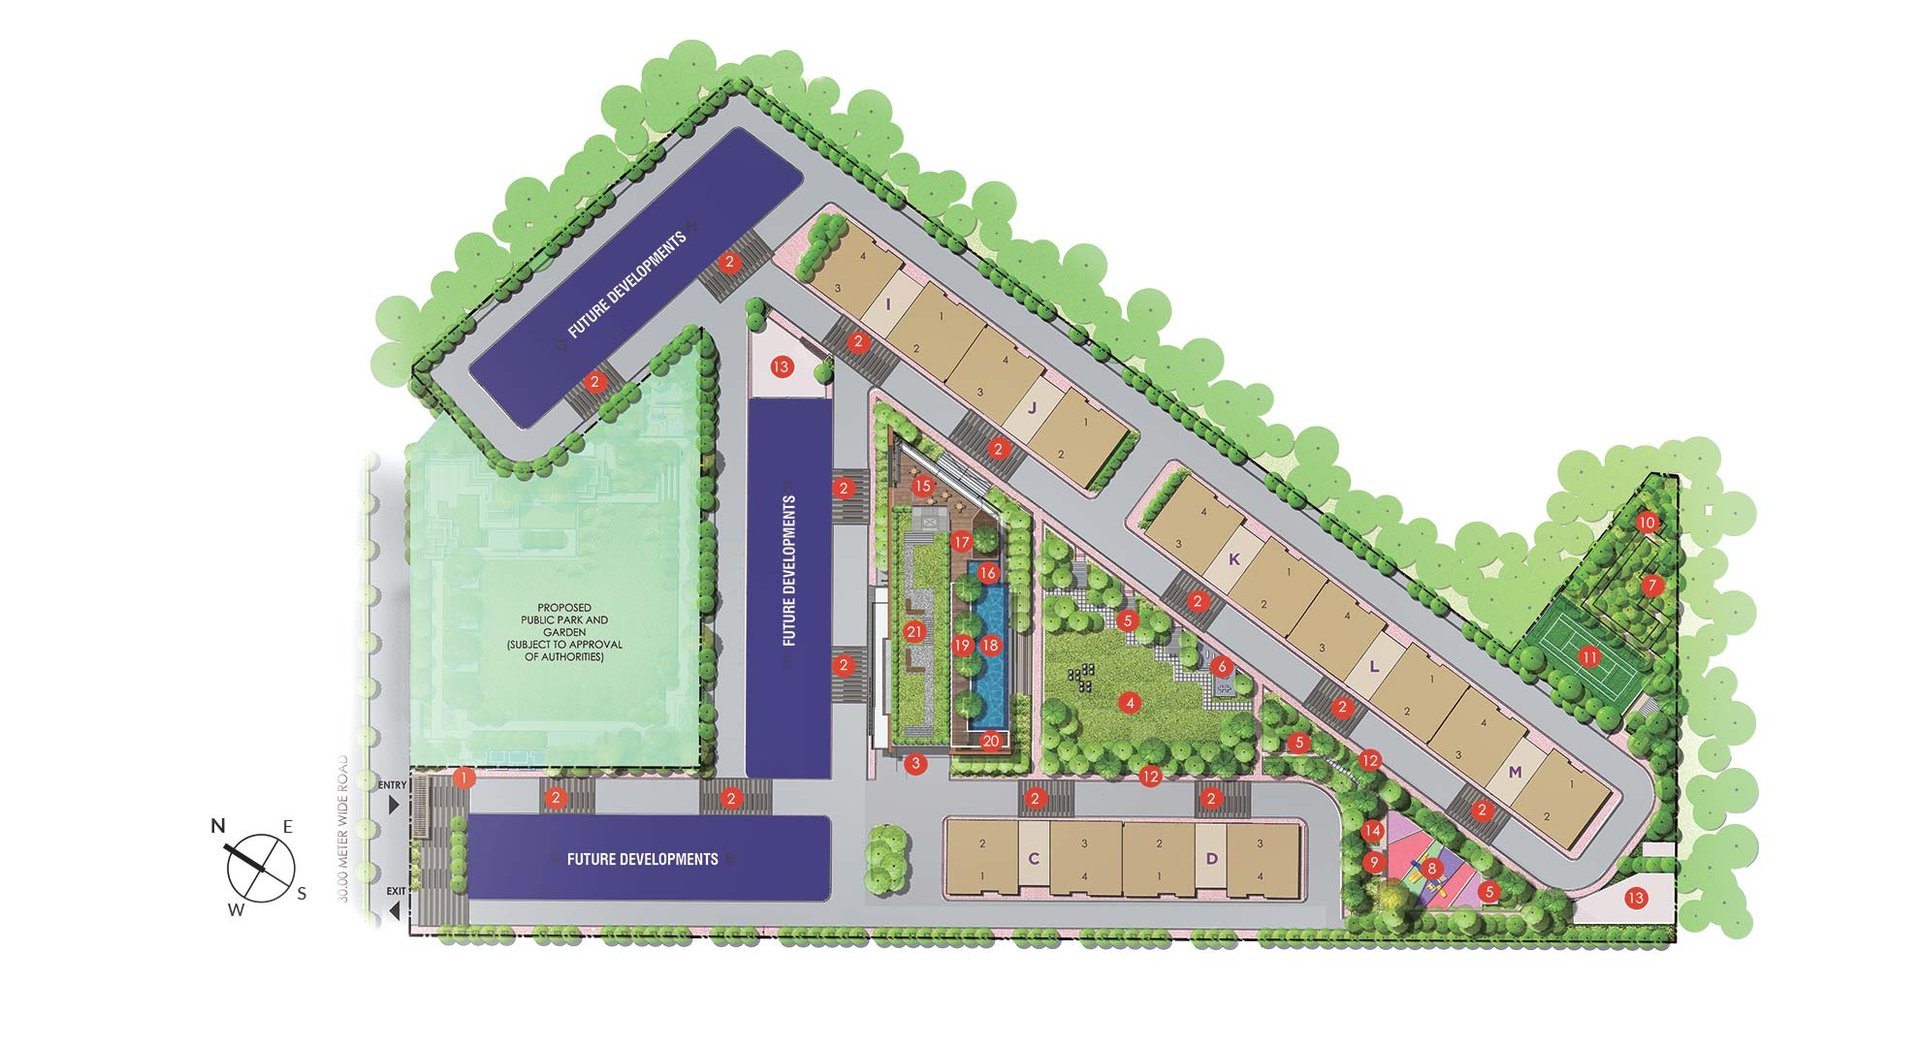 10
7
11
FUTURE DEVELOPMENTS
G
H
2
2
4
3
I
1
2
4
3
J
1
2
2
2
13
FUTURE DEVELOPMENTS
2
2
15
17
16
21
19
18
20
3
4
3
K
1
2
4
3
L
1
2
4
3
M
1
2
2
2
2
5
6
4
5
12
12
PROPOSED
PUBLIC PARK AND
GARDEN
(SUBJECT TO APPROVAL
OF AUTHORITIES)
30.00 METER WIDE ROAD
ENTRY
EXIT
1
2
2
2
2
FUTURE DEVELOPMENTS
2
1
C
3
4
2
1
D
3
4
14
9
8
5
13
N
E
S
W